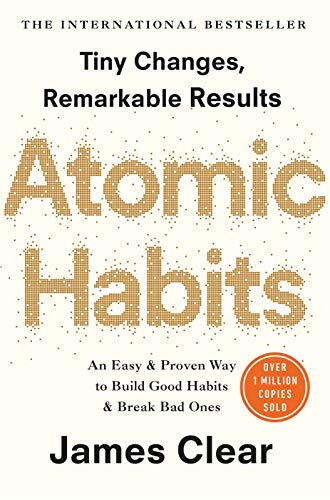 THE INTERNATIONAL BESTSELLER
Tiny Changes,
Remarkable Results
Atomic
Habits
An Easy & Proven Way
to Build Good Habits
& Break Bad Ones
OVER
1 MILLION
COPIES
SOLD
James Clear